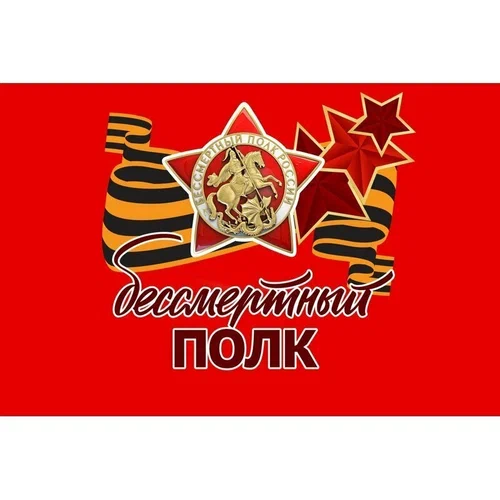 БЕССМЕРТНЫЙ ПОЛК РОССИИ
бессмертный
ПОЛК